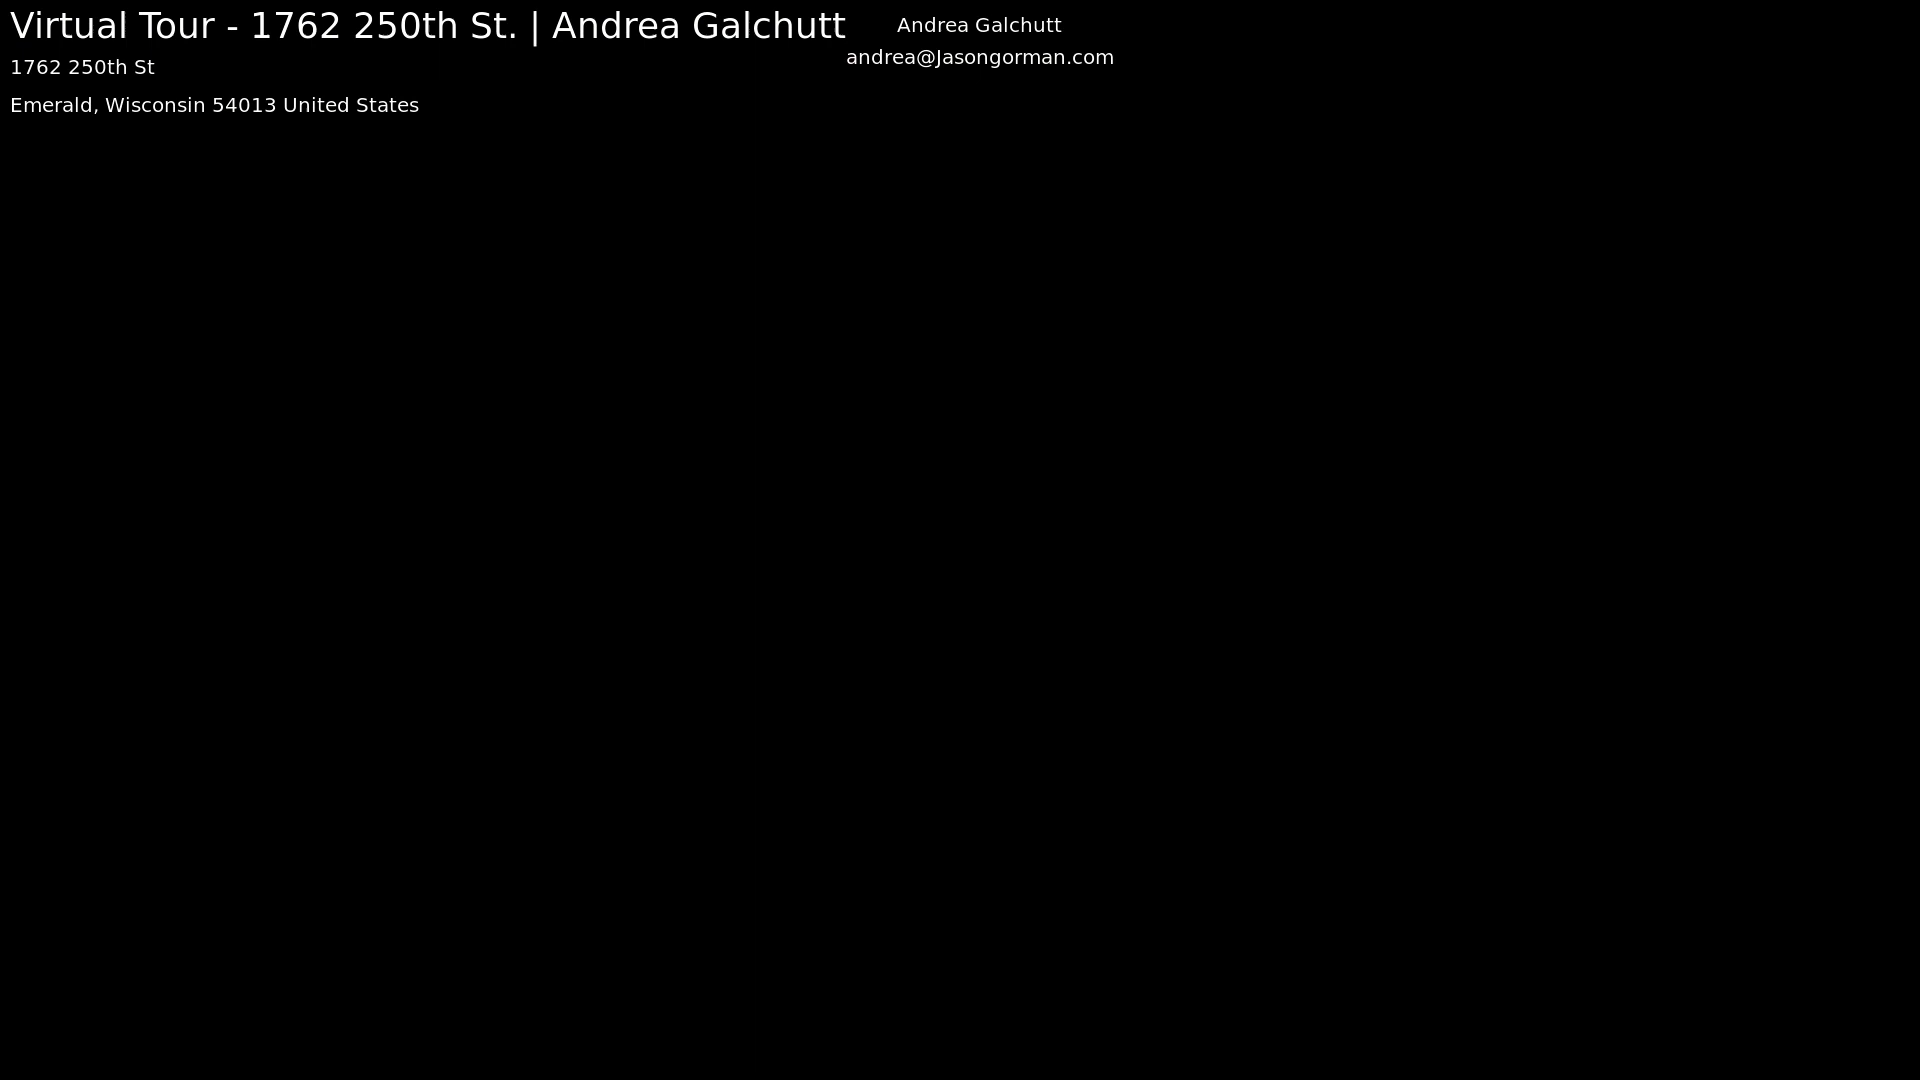 Virtual Tour - 1762 250th St. | Andrea Galchutt
1762 250th St
Emerald, Wisconsin 54013 United States
Andrea Galchutt
andrea@Jasongorman.com